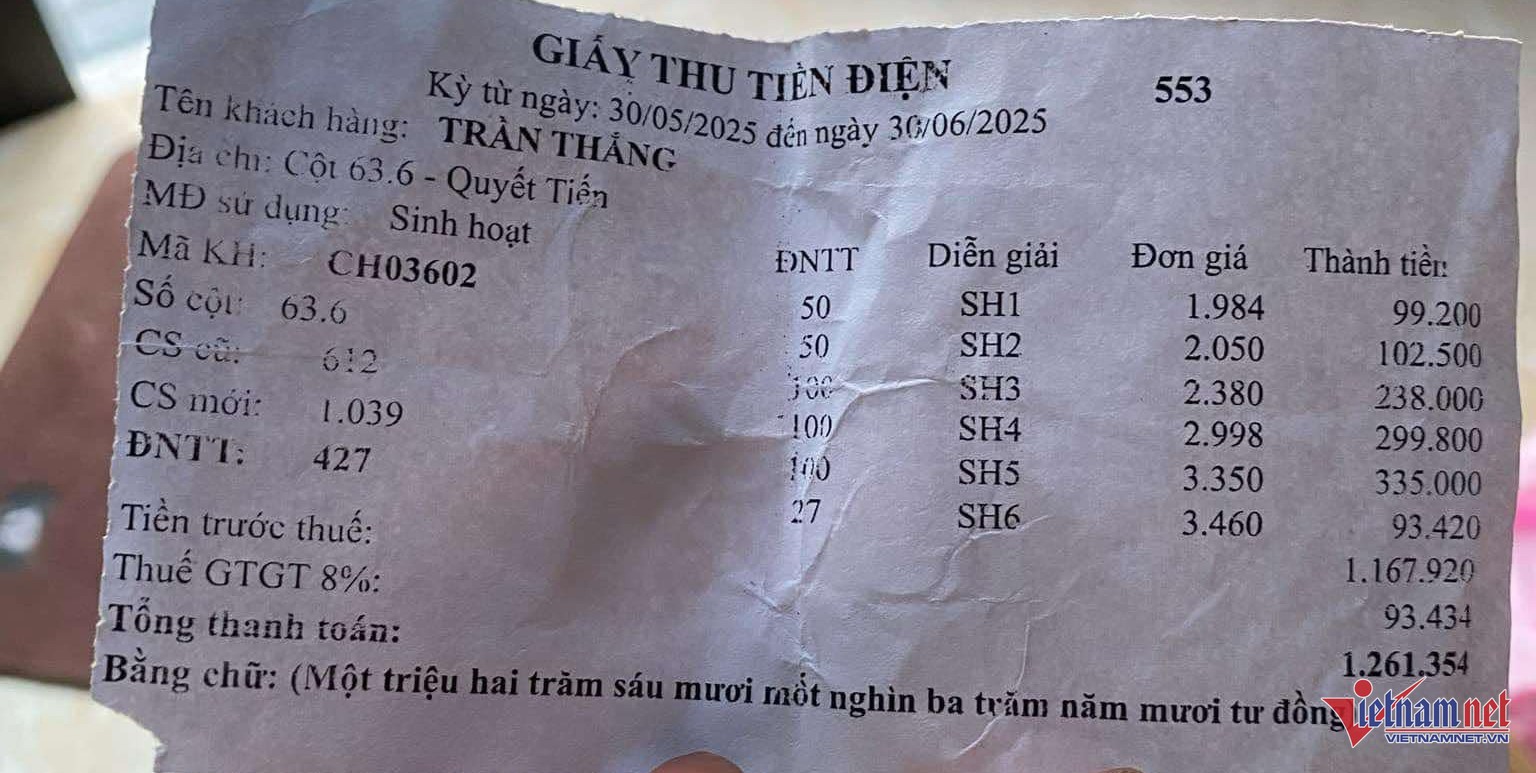 GIẤY THU TIỀN ĐIỆN 553
Kỳ từ ngày: 30/05/2025 đến ngày 30/06/2025
Tên khách hàng: TRẦN THẮNG
Địa chỉ: Cột 63.6 - Quyết Tiến
MĐ sử dụng: Sinh hoạt
Mã KH: CH03602
Số cột: 63.6
CS cũ: 612
CS mới: 1.039
ĐNTT: 427
ĐNTT Diễn giải Đơn giá Thành tiền
50 SH1 1.984 99.200
50 SH2 2.050 102.500
100 SH3 2.380 238.000
100 SH4 2.998 299.800
100 SH5 3.350 335.000
27 SH6 3.460 93.420
Tiền trước thuế: 1.167.920
Thuế GTGT 8%: 93.434
Tổng thanh toán: 1.261.354
Bằng chữ: (Một triệu hai trăm sáu mươi mốt nghìn ba trăm năm mươi tư đồng)
Vietnamnet
VIETNAMNET.VN